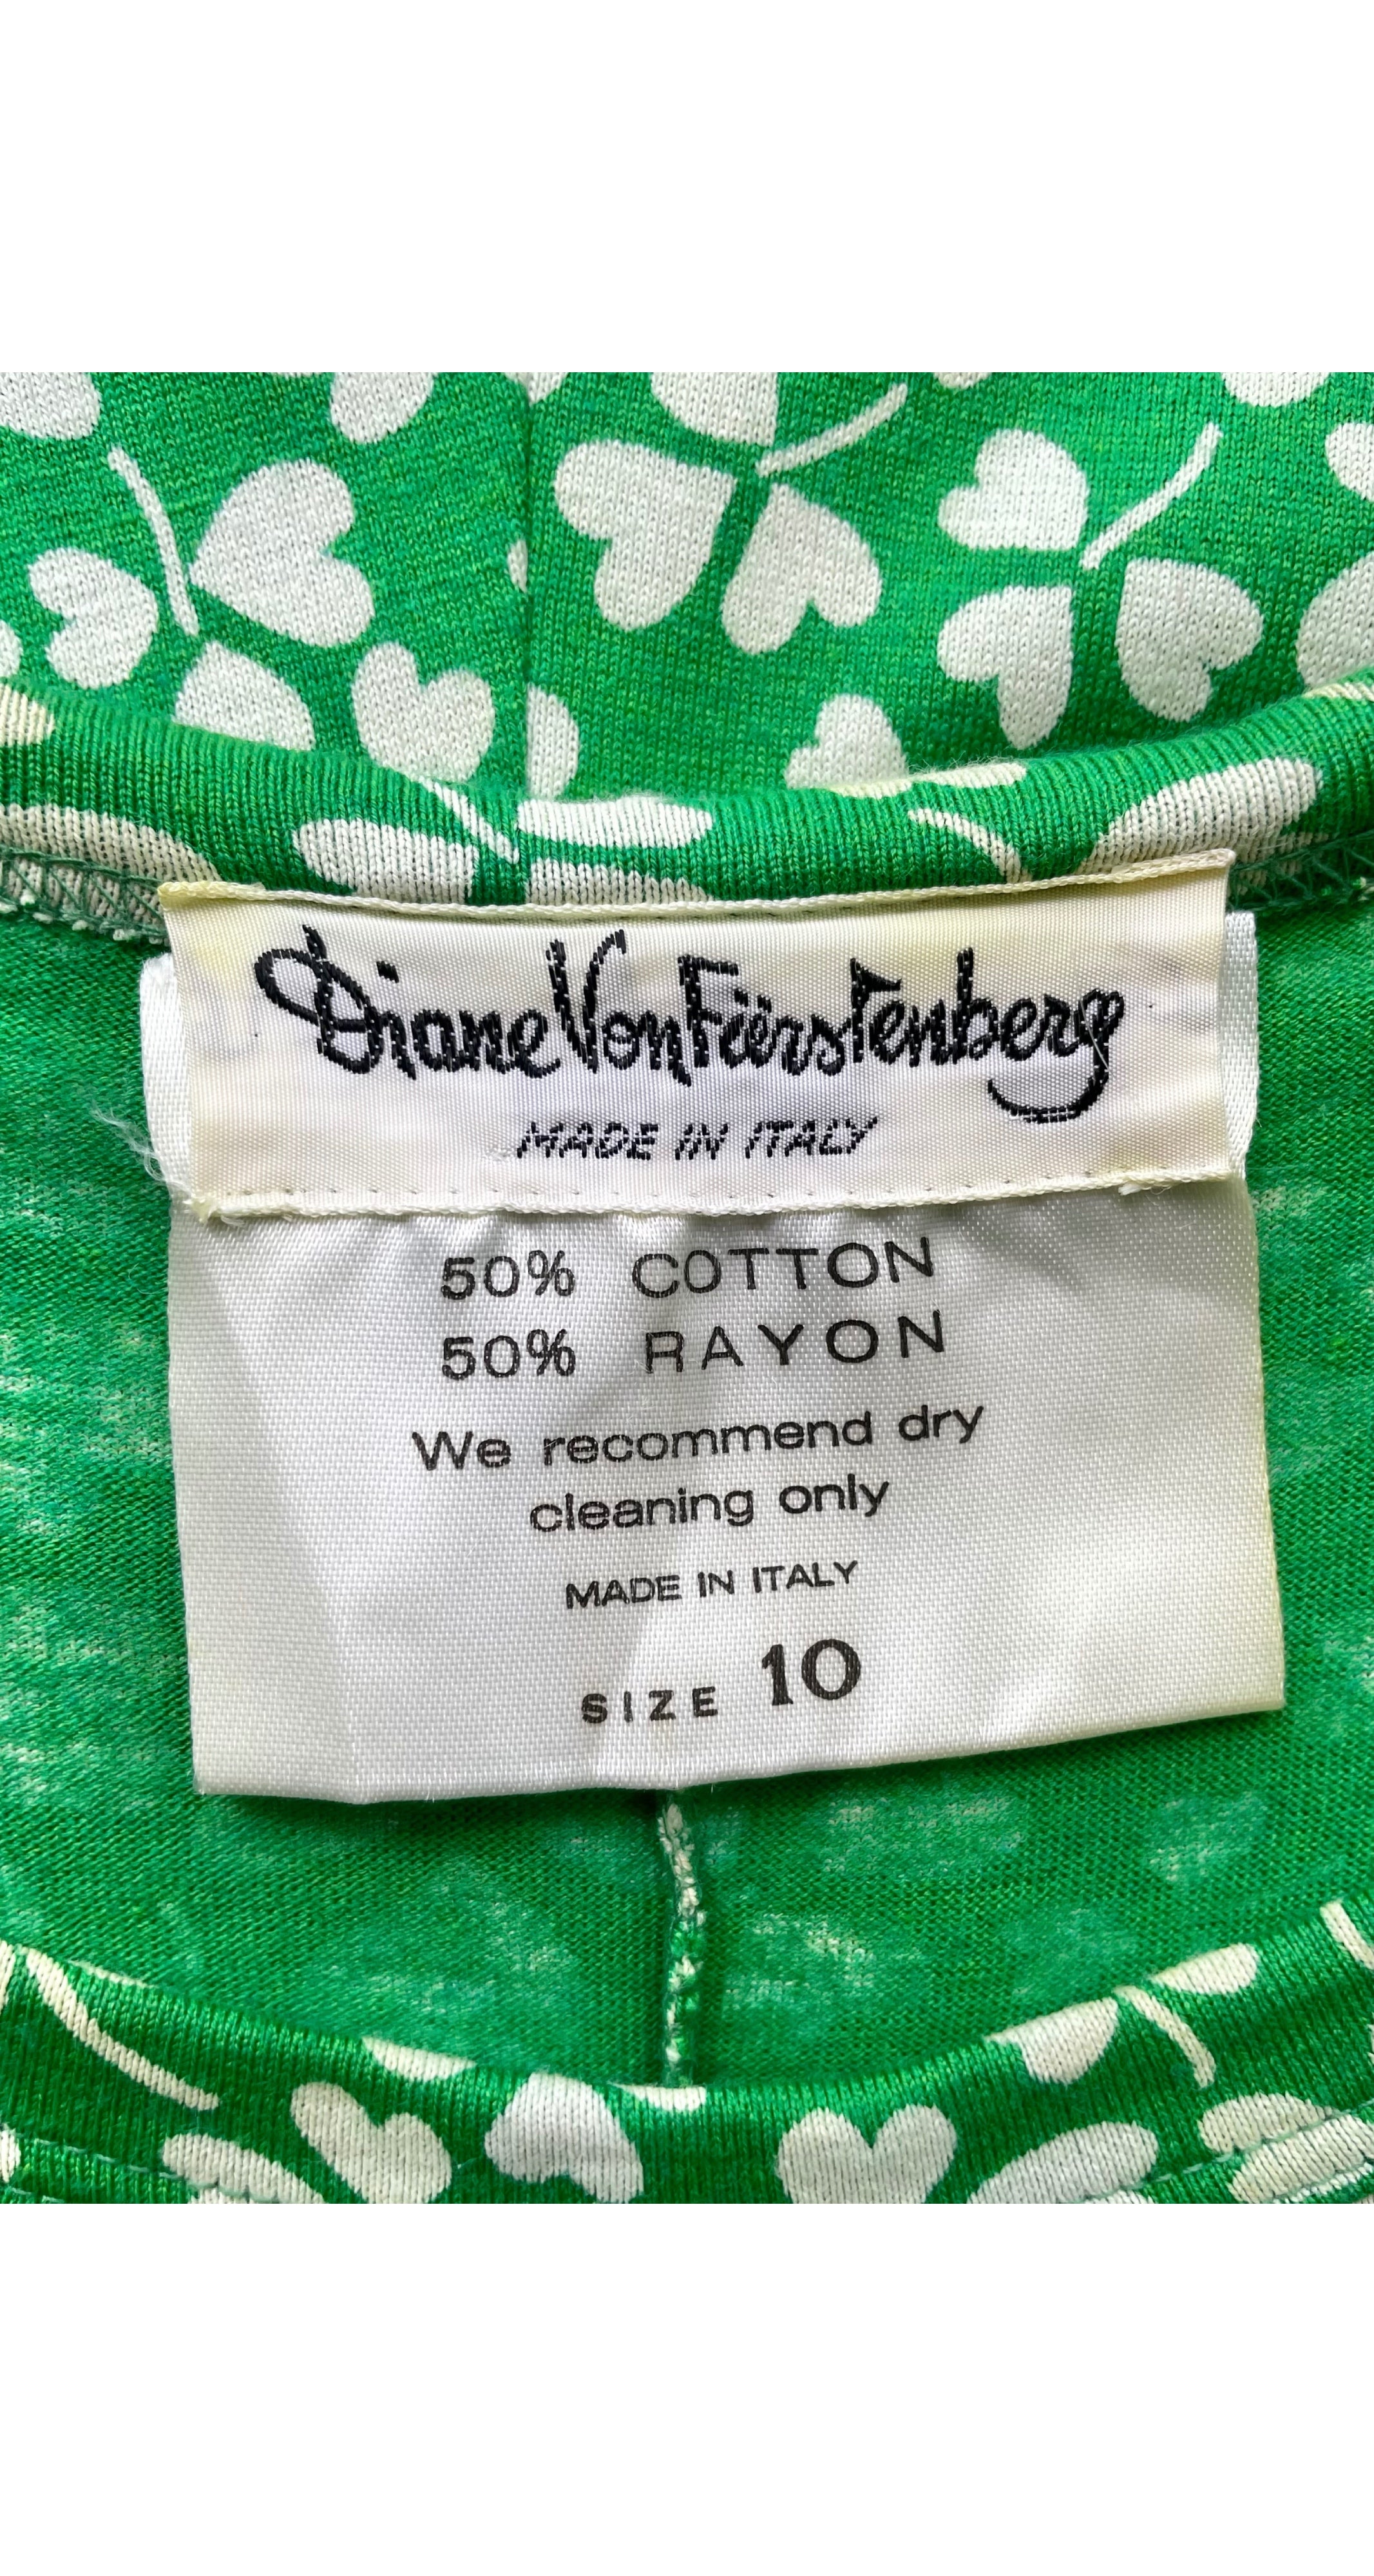 Diane Von Fürstenberg
MADE IN ITALY
50% COTTON
50% RAYON
We recommend dry
cleaning only
MADE IN ITALY
SIZE 10